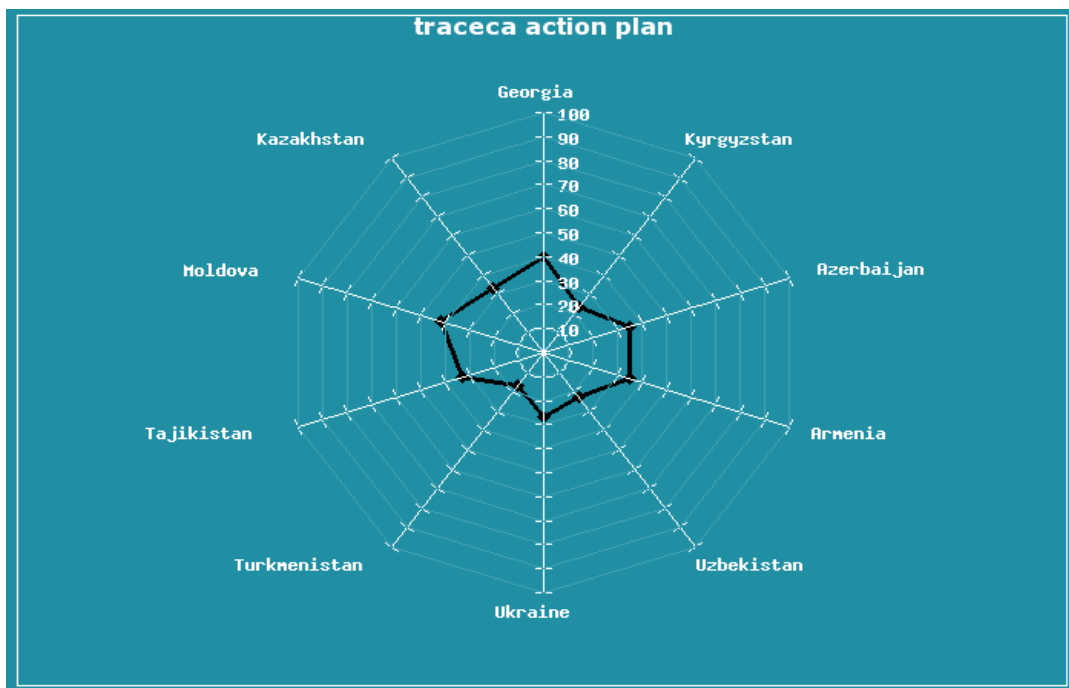 traceca action plan
Georgia
100
Kazakhstan
90
Kyrgyzstan
80
70
60
50
Moldova
40
Azerbaijan
30
20
10
Tajikistan
Armenia
Turkmenistan
Uzbekistan
Ukraine